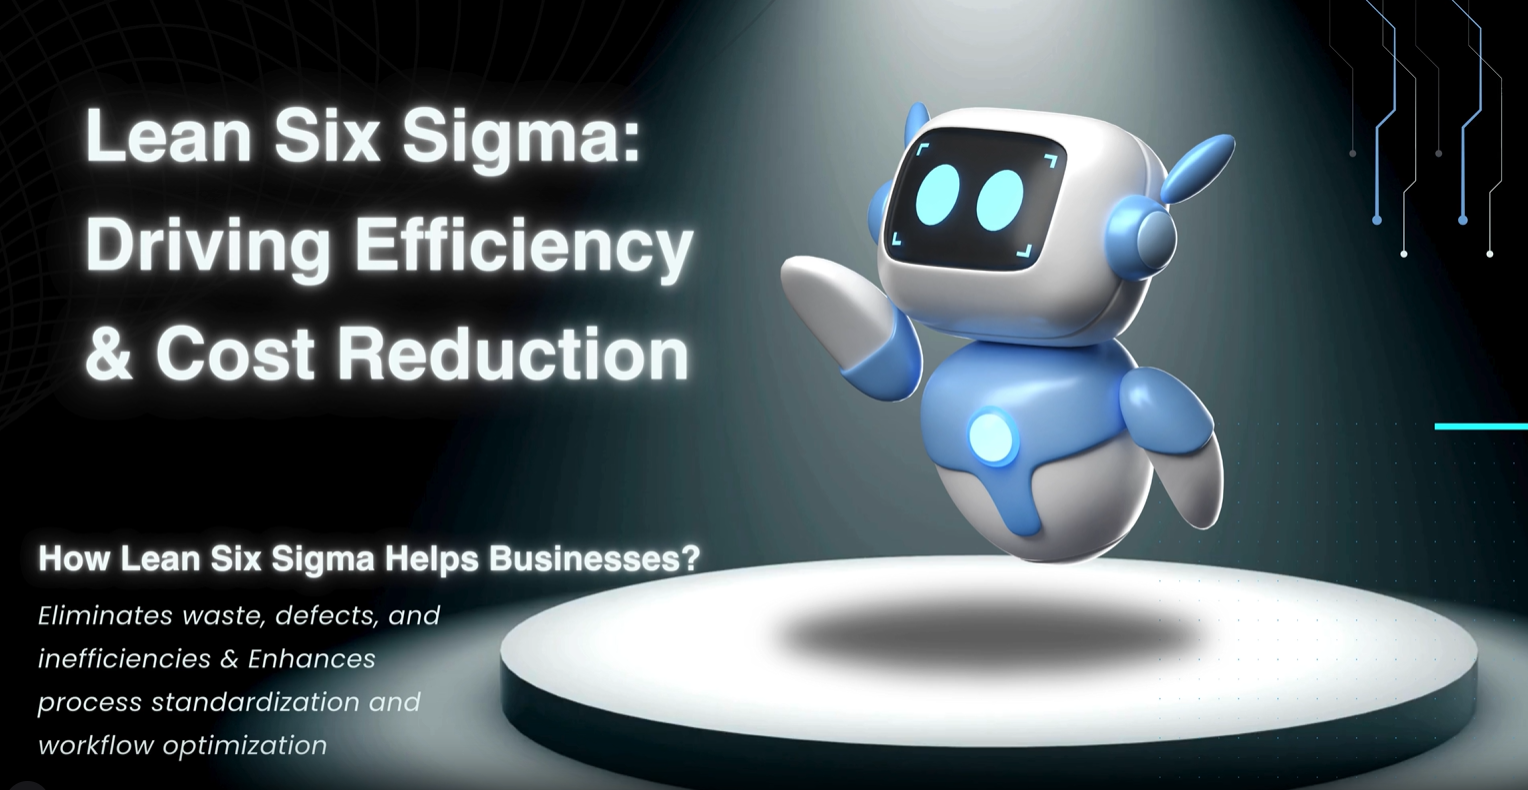 Lean Six Sigma:
Driving Efficiency
& Cost Reduction
How Lean Six Sigma Helps Businesses?
Eliminates waste, defects, and
inefficiencies & Enhances
process standardization and
workflow optimization